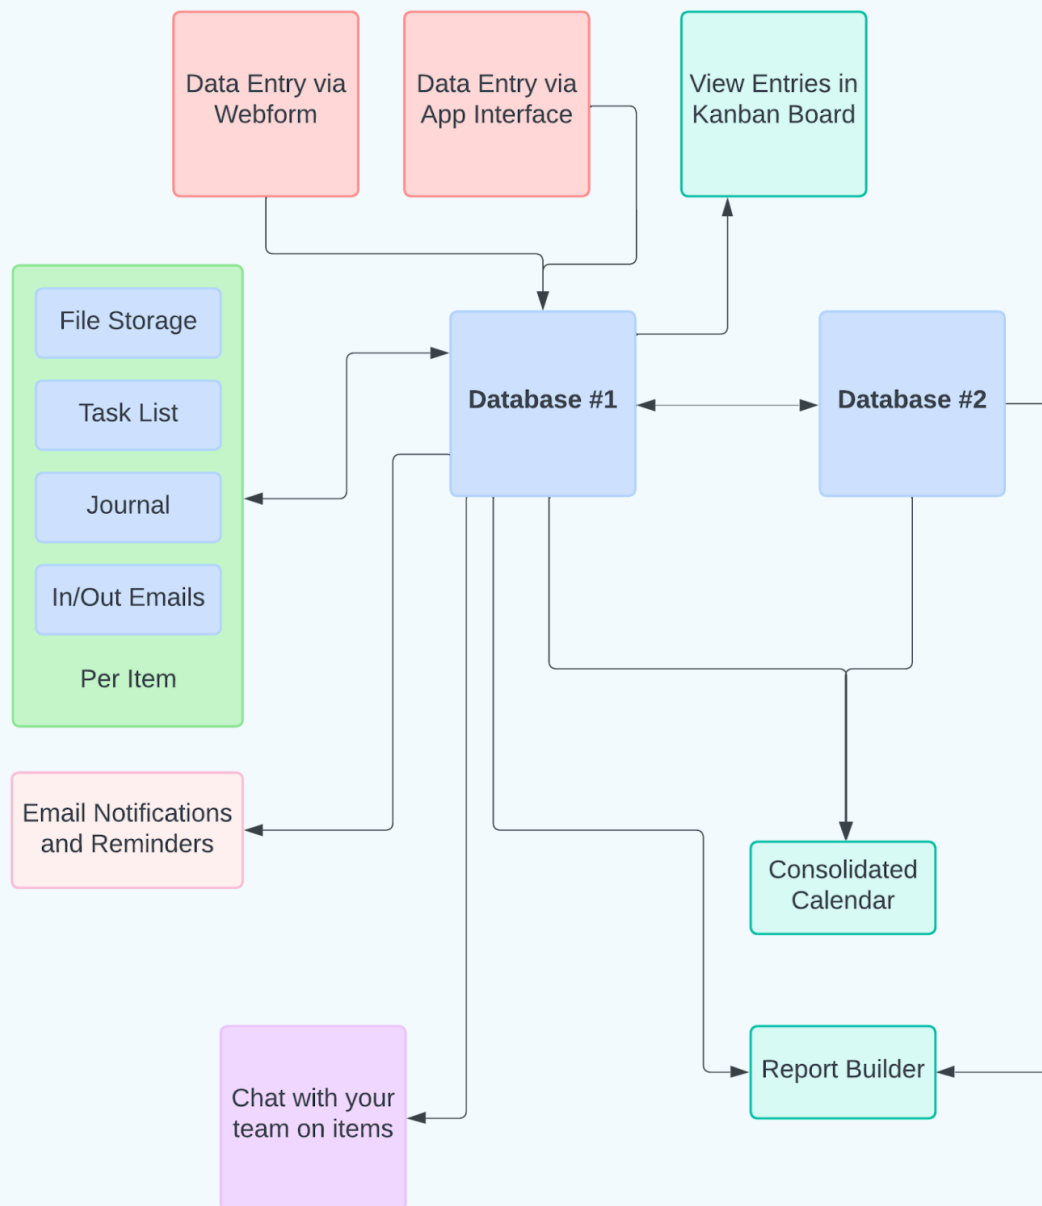 Data Entry via
Webform
Data Entry via
App Interface
View Entries in
Kanban Board
File Storage
Task List
Journal
In/Out Emails
Per Item
Database #1
Database #2
Email Notifications
and Reminders
Consolidated
Calendar
Chat with your
team on items
Report Builder